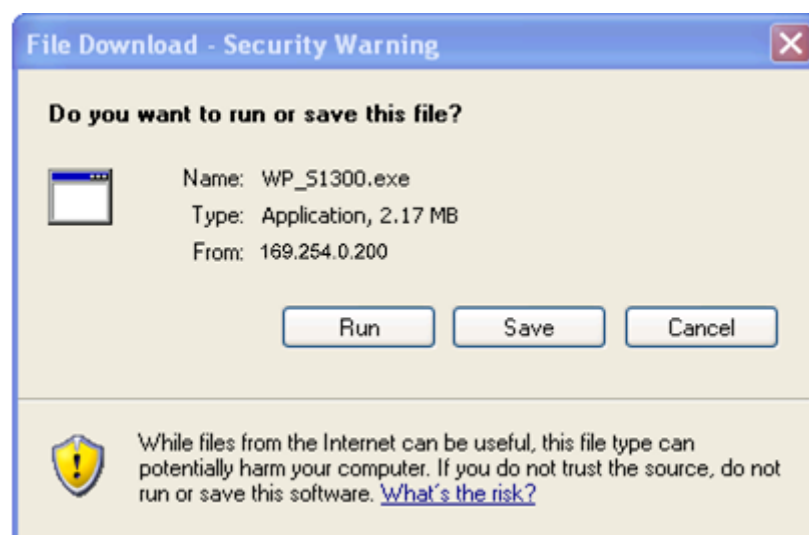 File Download - Security Warning
Do you want to run or save this file?
Name: WP_S1300.exe
Type: Application, 2.17 MB
From: 169.254.0.200
Run Save Cancel
While files from the Internet can be useful, this file type can
potentially harm your computer. If you do not trust the source, do not
run or save this software. What´s the risk?